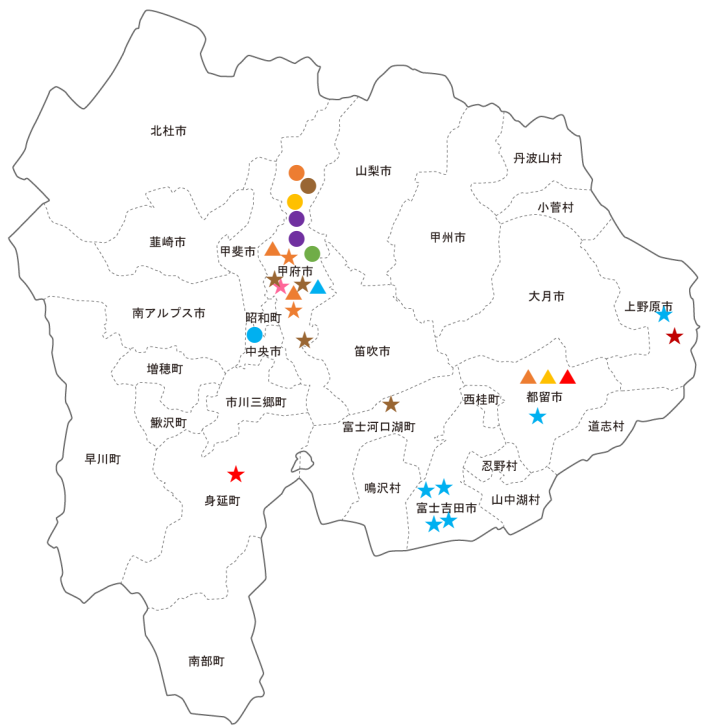 北杜市
丹波山村
山梨市
小菅村
甲州市
韮崎市
甲斐市
甲府市
大月市
上野原市
南アルプス市
昭和町
中央市
笛吹市
増穂町
都留市
西桂町
市川三郷町
鰍沢町
富士河口湖町
道志村
早川町
忍野村
鳴沢村
身延町
山中湖村
富士吉田市
南部町